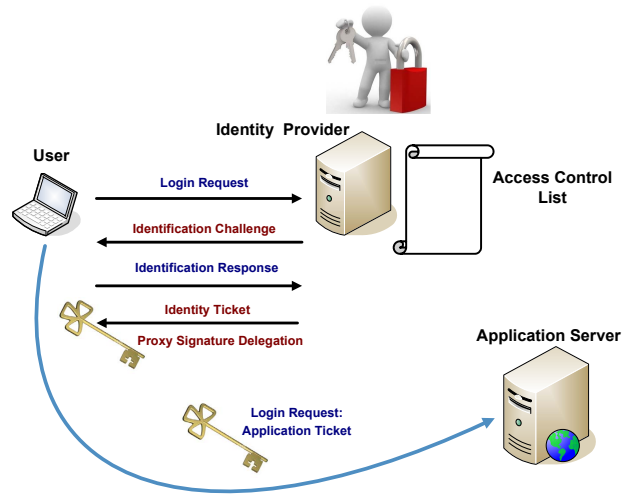 Identity Provider
User
Access Control
List
Login Request
Identification Challenge
Identification Response
Identity Ticket
Proxy Signature Delegation
Application Server
Login Request:
Application Ticket